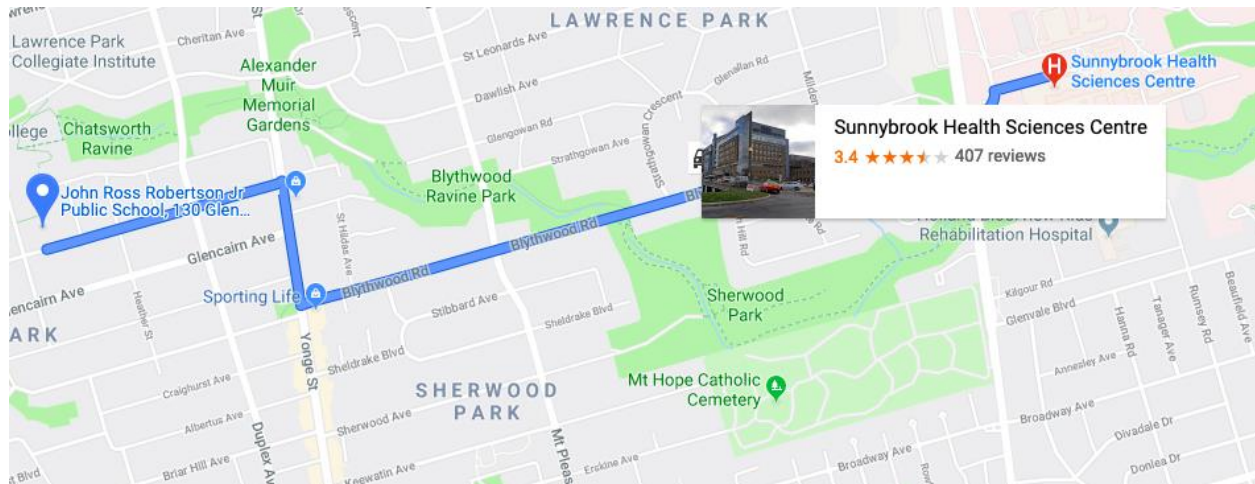 LAWRENCE PARK
Lawrence Park
Collegiate Institute
Cheritan Ave
St
Crescent
St Leonards Ave
Alexander
Muir
Memorial
Gardens
Dawlish Ave
Glenallan Rd
Sunnybrook Health
Sciences Centre
H
Chatsworth
Ravine
Glengowan Rd
Strathgowan Ave
Strathgowan
Crescent
Sunnybrook Health Sciences Centre
3.4 407 reviews
Blythwood
Ravine Park
John Ross Robertson Jr
Public School, 130 Glen...
Glencairn Ave
St Hildas Ave
Blythwood Rd
Blythwood Rd
Rehabilitation Hospital
Sporting Life
Heather St
Stibbard Ave
Sheldrake Blvd
Sherwood
Park
Kilgour Rd
Glenvale Blvd
Hanna Rd
Tanager Ave
Rumsey Rd
Beaufield Ave
ARK
Yonge St
Sheldrake Blvd
Craighurst Ave
SHERWOOD
PARK
Mt Hope Catholic
Cemetery
Annesley Ave
Albertus Ave
Duplex Av
Sherwood Ave
Mt Pleas
Broadway Ave
Divadale Dr
Briar Hill Ave
Keewatin Ave
Erskine Ave
Broadway Ave
Donlea Dr